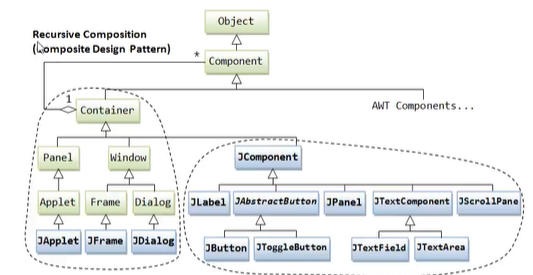 Object
Recursive Composition
(Composite Design Pattern)
*
Component
1
Container
AWT Components...
Panel
Window
JComponent
Applet
Frame
Dialog
JLabel
JAbstractButton
JPanel
JTextComponent
JScrollPane
JApplet
JFrame
JDialog
JButton
JToggleButton
JTextField
JTextArea